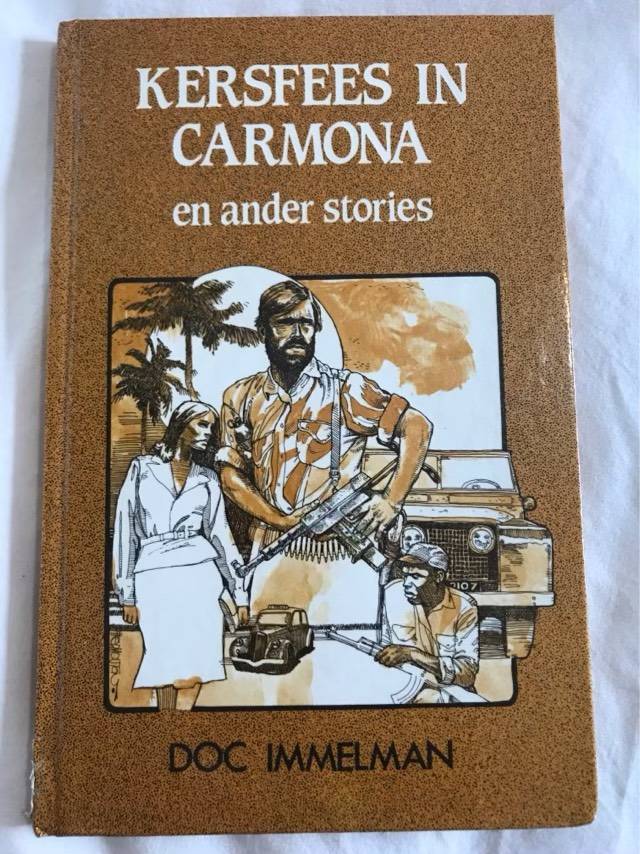 KERSFEES IN
CARMONA
en ander stories
DOC IMMELMAN